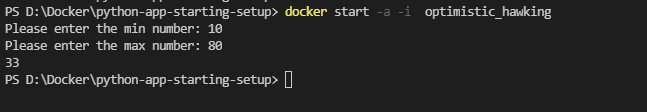 PS D:\Docker\python-app-starting-setup> docker start -a -i  optimistic_hawking
Please enter the min number: 10
Please enter the max number: 80
33
PS D:\Docker\python-app-starting-setup>